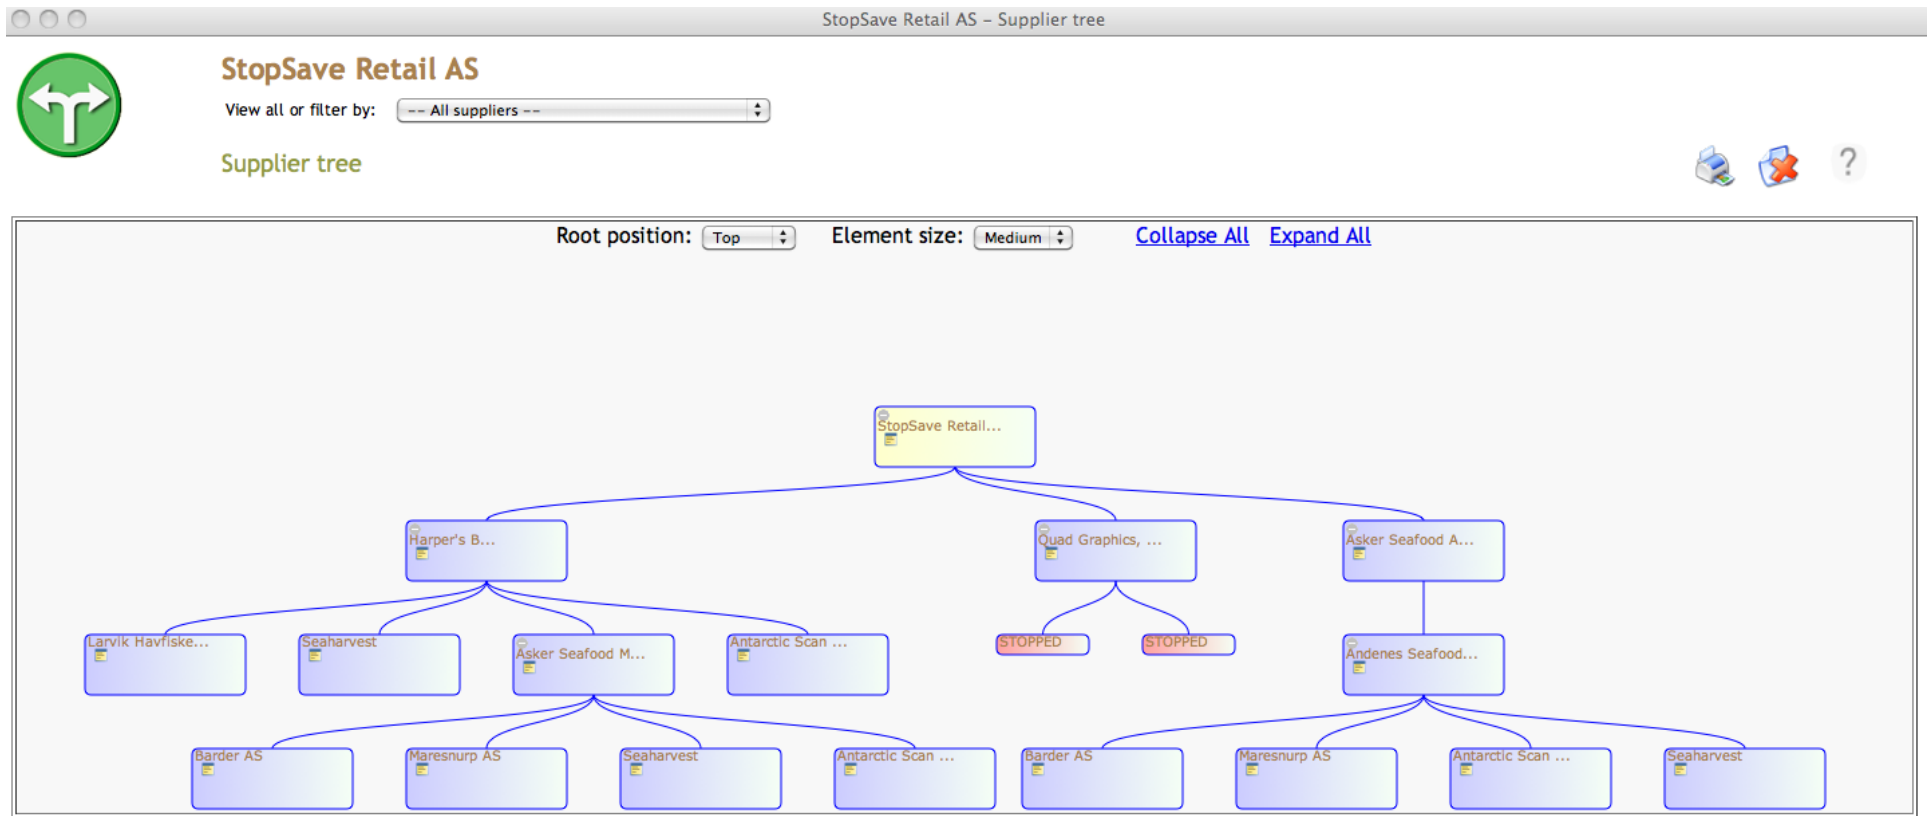 StopSave Retail AS – Supplier tree
StopSave Retail AS
View all or filter by: -- All suppliers --
Supplier tree
?
Root position: Top Element size: Medium Collapse All Expand All
StopSave Retail...
Harper's B... Quad Graphics, ... Asker Seafood A...
Larvik Havfiske... Seaharvest Asker Seafood M... Antarctic Scan ... STOPPED STOPPED Andenes Seafood...
Barder AS Maresnurp AS Seaharvest Antarctic Scan ... Barder AS Maresnurp AS Antarctic Scan ... Seaharvest